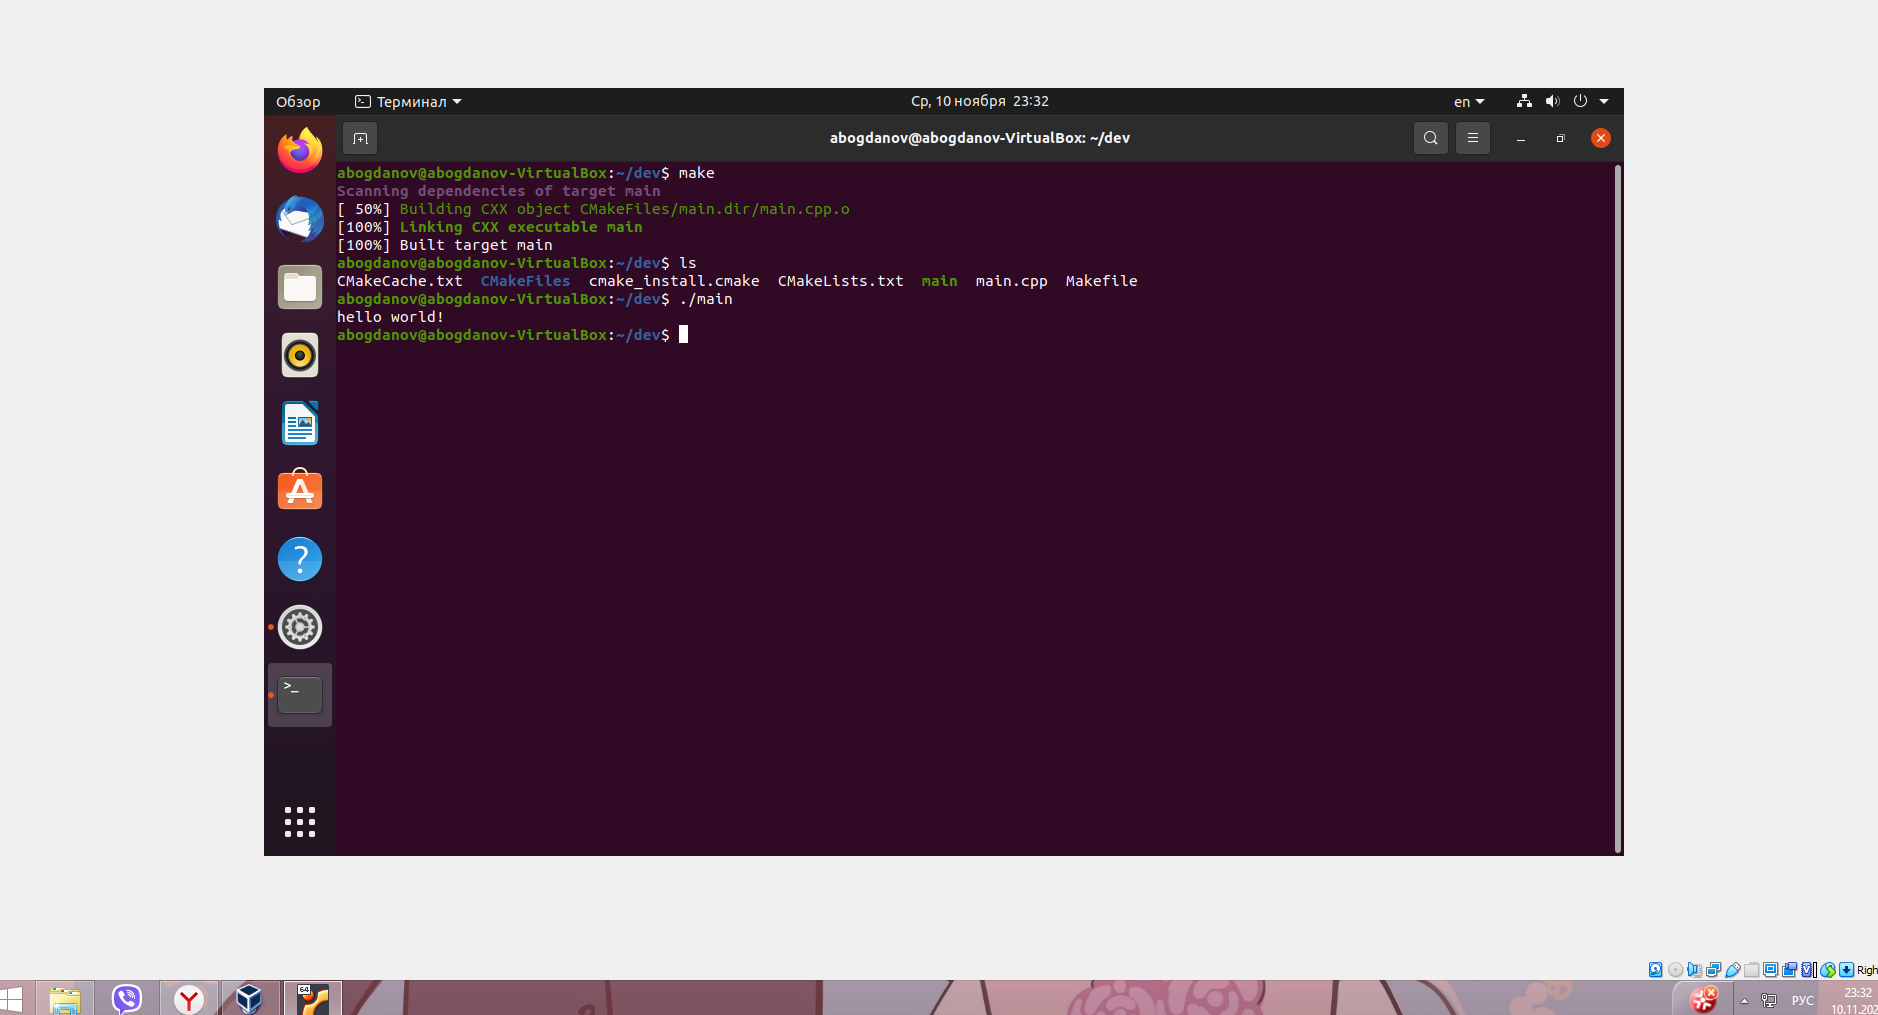 Обзор Терминал Ср, 10 ноября 23:32 en
abogdanov@abogdanov-VirtualBox: ~/dev
abogdanov@abogdanov-VirtualBox:~/dev$ make
Scanning dependencies of target main
[ 50%] Building CXX object CMakeFiles/main.dir/main.cpp.o
[100%] Linking CXX executable main
[100%] Built target main
abogdanov@abogdanov-VirtualBox:~/dev$ ls
CMakeCache.txt CMakeFiles cmake_install.cmake CMakeLists.txt main main.cpp Makefile
abogdanov@abogdanov-VirtualBox:~/dev$ ./main
hello world!
abogdanov@abogdanov-VirtualBox:~/dev$
>_
Righ
64
РУС 23:32
10.11.202